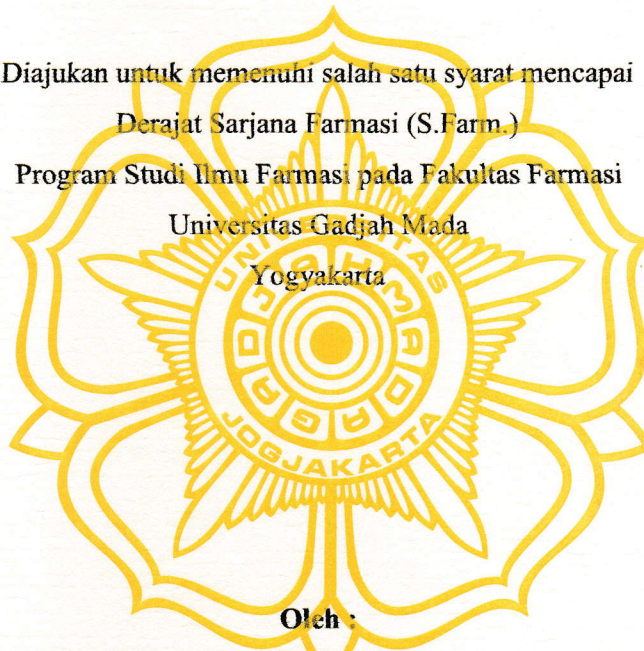 Diajukan untuk memenuhi salah satu syarat mencapai
Derajat Sarjana Farmasi (S.Farm.)
Program Studi Ilmu Farmasi pada Fakultas Farmasi
Universitas Gadjah Mada
Yogyakarta
UNIVERSITAS
GADJAH MADA
JOGJAKARTA
Oleh :